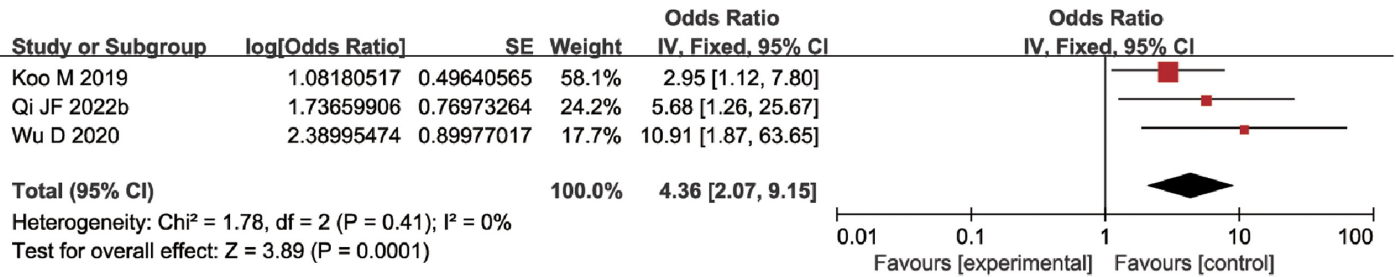 Odds Ratio Odds Ratio
Study or Subgroup log[Odds Ratio] SE Weight IV, Fixed, 95% CI IV, Fixed, 95% CI
Koo M 2019 1.08180517 0.49640565 58.1% 2.95 [1.12, 7.80]
Qi JF 2022b 1.73659906 0.76973264 24.2% 5.68 [1.26, 25.67]
Wu D 2020 2.38995474 0.89977017 17.7% 10.91 [1.87, 63.65]
Total (95% CI) 100.0% 4.36 [2.07, 9.15]
Heterogeneity: Chi² = 1.78, df = 2 (P = 0.41); I² = 0%
Test for overall effect: Z = 3.89 (P = 0.0001)
0.01 0.1 1 10 100
Favours [experimental] Favours [control]